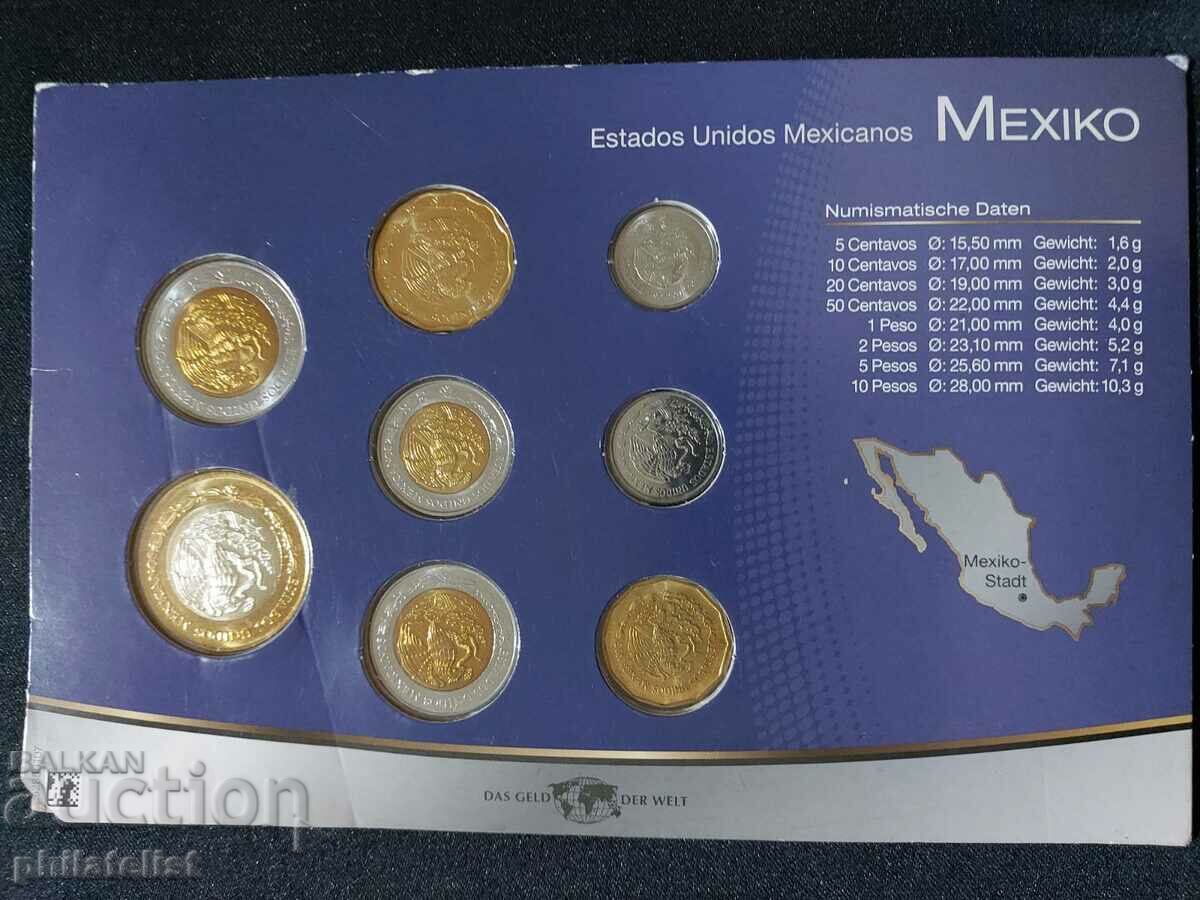 Estados Unidos Mexicanos MEXIKO
Numismatische Daten
5 Centavos Ø: 15,50 mm Gewicht: 1,6 g
10 Centavos Ø: 17,00 mm Gewicht: 2,0 g
20 Centavos Ø: 19,00 mm Gewicht: 3,0 g
50 Centavos Ø: 22,00 mm Gewicht: 4,4 g
1 Peso Ø: 21,00 mm Gewicht: 4,0 g
2 Pesos Ø: 23,10 mm Gewicht: 5,2 g
5 Pesos Ø: 25,60 mm Gewicht: 7,1 g
10 Pesos Ø: 28,00 mm Gewicht: 10,3 g
Mexiko-
Stadt
DAS GELD DER WELT
BALKAN
auction
philatelist